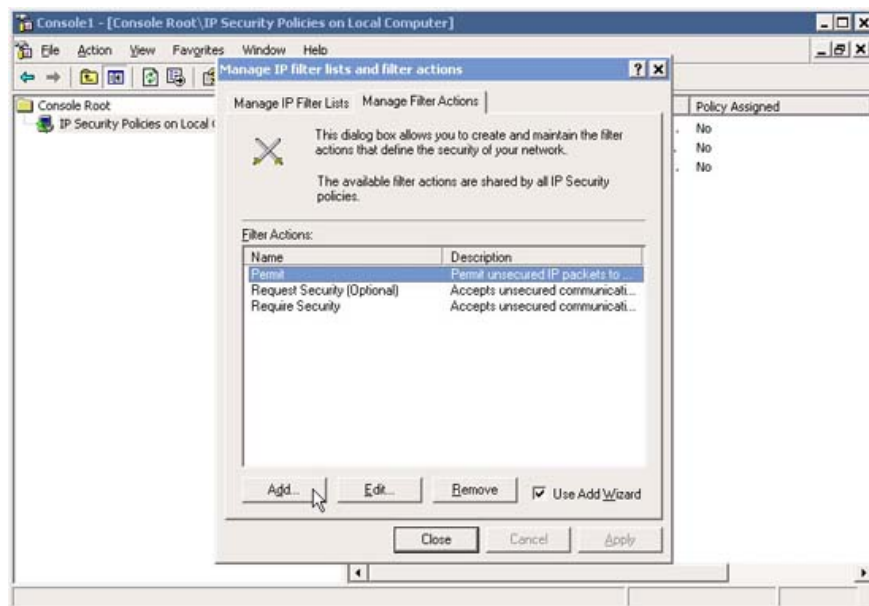 Console1 - [Console Root\IP Security Policies on Local Computer]
File Action View Favorites Window Help
Manage IP filter lists and filter actions
Console Root
IP Security Policies on Local
Manage IP Filter Lists Manage Filter Actions
This dialog box allows you to create and maintain the filter
actions that define the security of your network.
The available filter actions are shared by all IP Security
policies.
Filter Actions:
Name Description
Permit Permit unsecured IP packets to ...
Request Security (Optional) Accepts unsecured communicati...
Require Security Accepts unsecured communicati...
Add... Edit... Remove Use Add Wizard
Close Cancel Apply
Policy Assigned
No
No
No